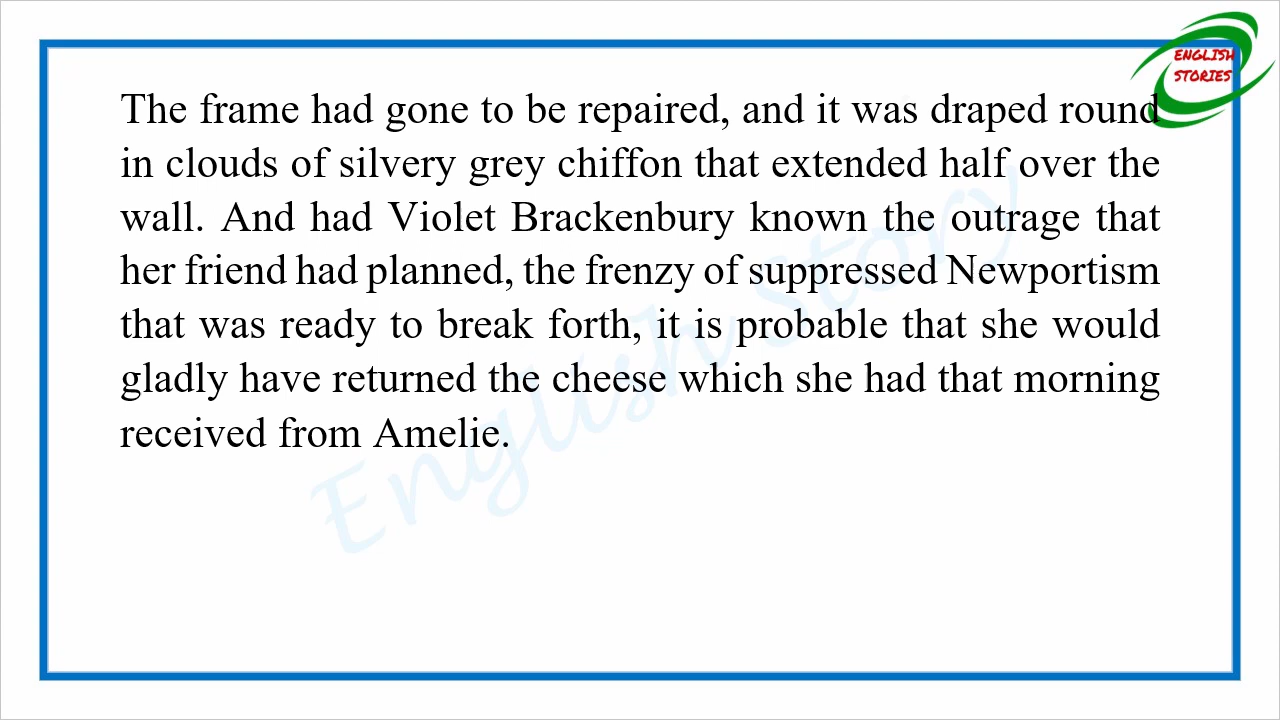 ENGLISH
STORIES
The frame had gone to be repaired, and it was draped round
in clouds of silvery grey chiffon that extended half over the
wall. And had Violet Brackenbury known the outrage that
her friend had planned, the frenzy of suppressed Newportism
that was ready to break forth, it is probable that she would
gladly have returned the cheese which she had that morning
received from Amelie.
English Story